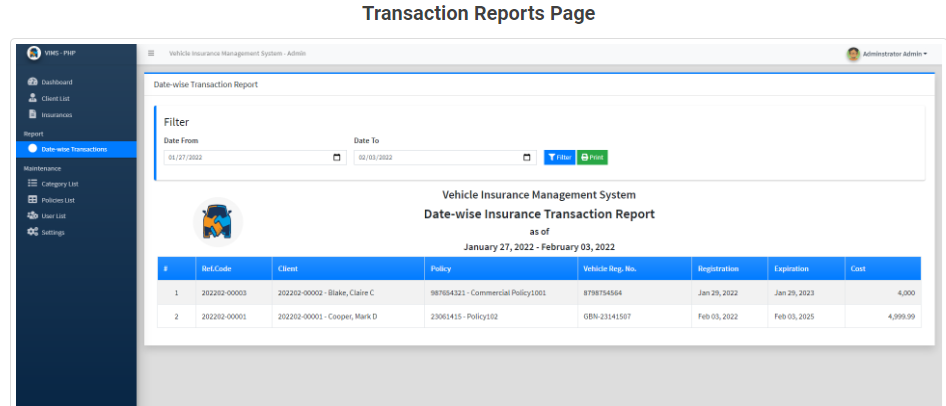 Transaction Reports Page
VIMS - PHP
Vehicle Insurance Management System - Admin
Adminstrator Admin
Dashboard
Client List
Insurances
Report
Date-wise Transactions
Maintenance
Category List
Policies List
User List
Settings
Date-wise Transaction Report
Filter
Date From Date To
01/27/2022 02/03/2022 Filter Print
Vehicle Insurance Management System
Date-wise Insurance Transaction Report
as of
January 27, 2022 - February 03, 2022
# Ref.Code Client Policy Vehicle Reg. No. Registration Expiration Cost
1 202202-00003 202202-00002 - Blake, Claire C 987654321 - Commercial Policy1001 8798754564 Jan 29, 2022 Jan 29, 2023 4,000
2 202202-00001 202202-00001 - Cooper, Mark D 23061415 - Policy102 GBN-23141507 Feb 03, 2022 Feb 03, 2025 4,999.99